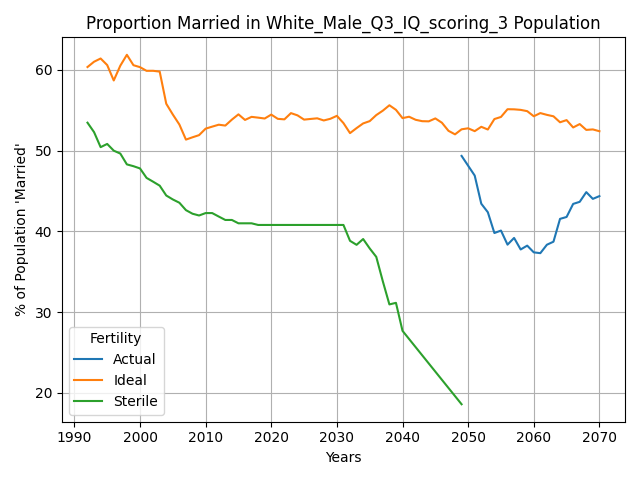 Proportion Married in White_Male_Q3_IQ_scoring_3 Population
% of Population 'Married'
60
50
40
30
20
Fertility
Actual
Ideal
Sterile
1990 2000 2010 2020 2030 2040 2050 2060 2070
Years